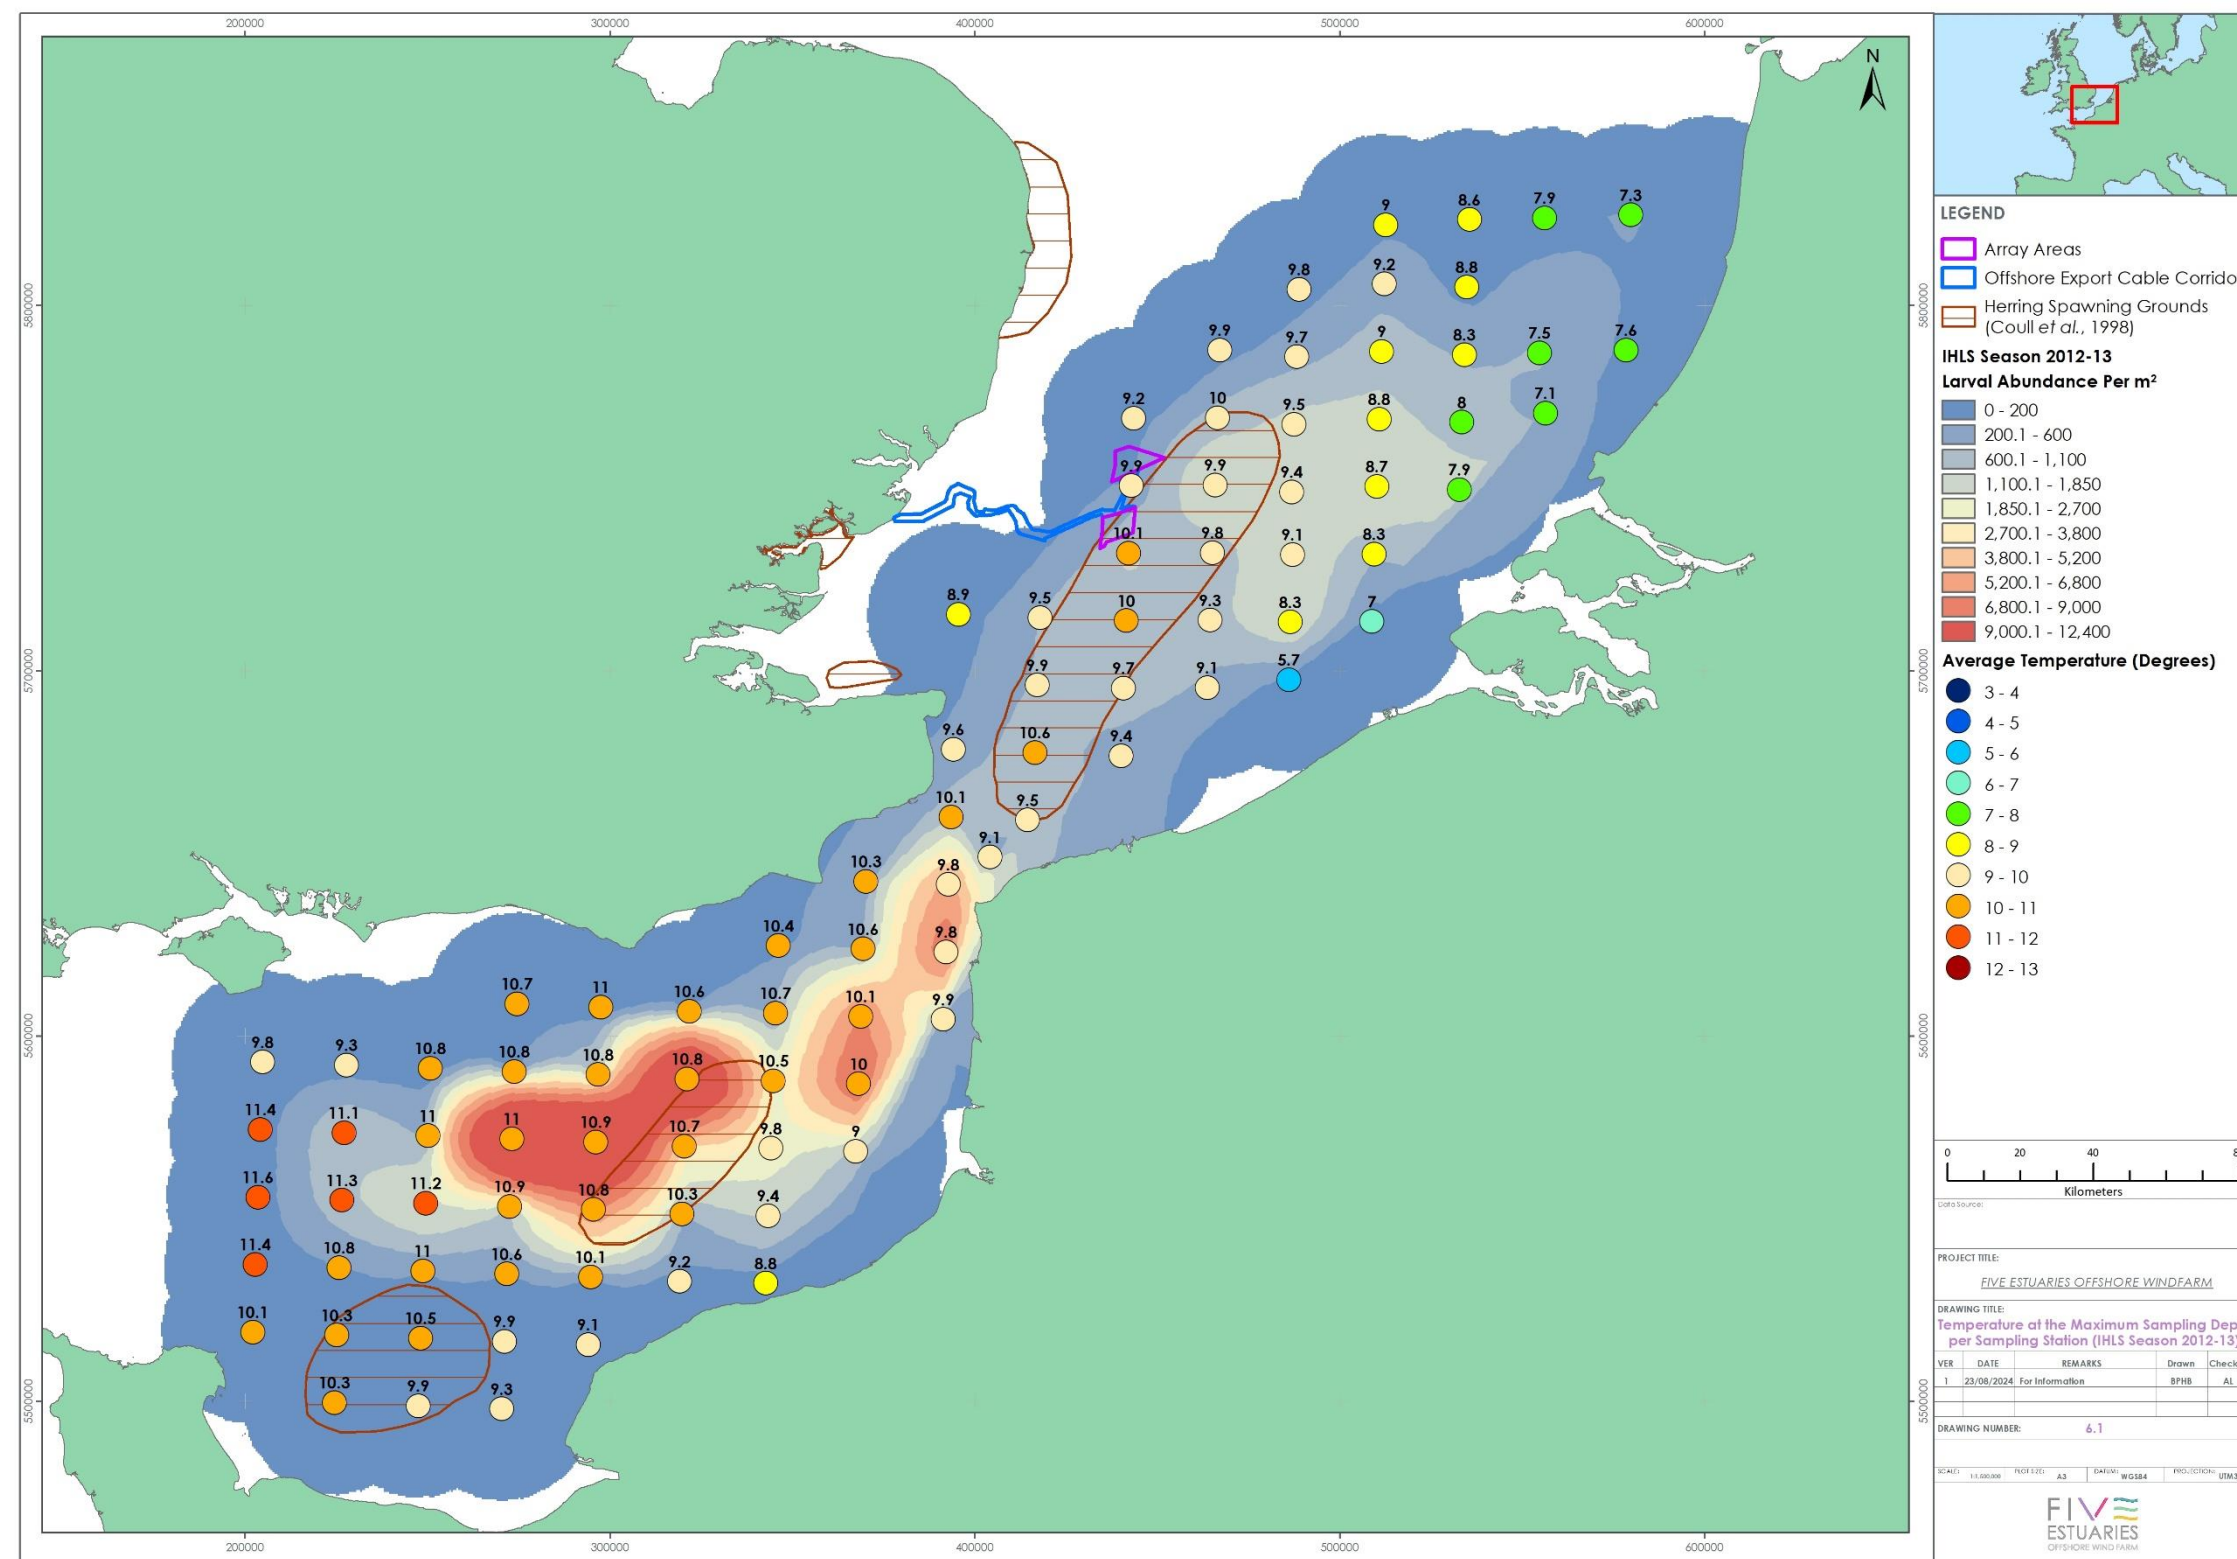 200000 300000 400000 500000 600000
N
9 8.6 7.9 7.3
9.8 9.2 8.8
5800000 5800000
9.9 9.7 9 8.3 7.5 7.6
9.2 10 9.5 8.8 8 7.1
9.9 9.9 9.4 8.7 7.9
10.1 9.8 9.1 8.3
8.9 9.5 10 9.3 8.3 7
9.9 9.7 9.1 5.7
5700000 5700000
9.6 10.6 9.4
10.1 9.5
9.1
10.3 9.8
10.4 10.6 9.8
10.7 11 10.6 10.7 10.1 9.9
5600000 5600000
9.8 9.3 10.8 10.8 10.8 10.8 10.5 10
11.4 11.1 11 11 10.9 10.7 9.8 9
11.6 11.3 11.2 10.9 10.8 10.3 9.4
11.4 10.8 11 10.6 10.1 9.2 8.8
10.1 10.3 10.5 9.9 9.1
10.3 9.9 9.3
5500000 5500000
200000 300000 400000 500000 600000
LEGEND
Array Areas
Offshore Export Cable Corrido
Herring Spawning Grounds
(Coull et al., 1998)
IHLS Season 2012-13
Larval Abundance Per m²
0 - 200
200.1 - 600
600.1 - 1,100
1,100.1 - 1,850
1,850.1 - 2,700
2,700.1 - 3,800
3,800.1 - 5,200
5,200.1 - 6,800
6,800.1 - 9,000
9,000.1 - 12,400
Average Temperature (Degrees)
3 - 4
4 - 5
5 - 6
6 - 7
7 - 8
8 - 9
9 - 10
10 - 11
11 - 12
12 - 13
0 20 40 8
Kilometers
Data Source:
PROJECT TITLE:
FIVE ESTUARIES OFFSHORE WINDFARM
DRAWING TITLE:
Temperature at the Maximum Sampling Dep
per Sampling Station (IHLS Season 2012-13)
VER DATE REMARKS Drawn Check
1 23/08/2024 For Information BPHB AL
DRAWING NUMBER: 6.1
SCALE: PLOT SIZE: A3 DATUM: WGS84 PROJECTION: UTM3
FIVE
ESTUARIES
OFFSHORE WIND FARM